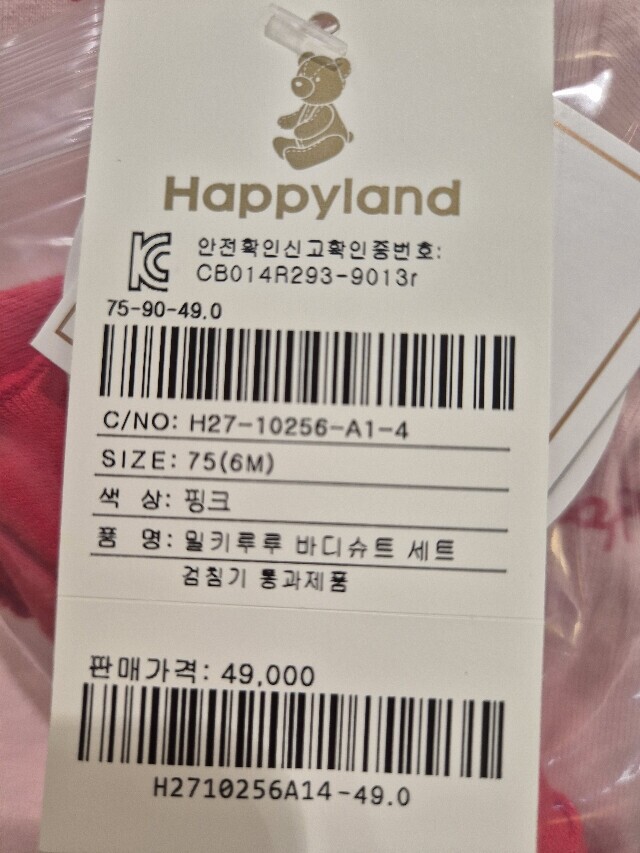 Happyland
안전확인신고확인증번호:
CB014R293-9013r
75-90-49.0
C/NO: H27-10256-A1-4
SIZE: 75(6M)
색 상: 핑크
품 명: 밀키루루 바디슈트 세트
검침기 통과제품
판매가격: 49,000
H2710256A14-49.0